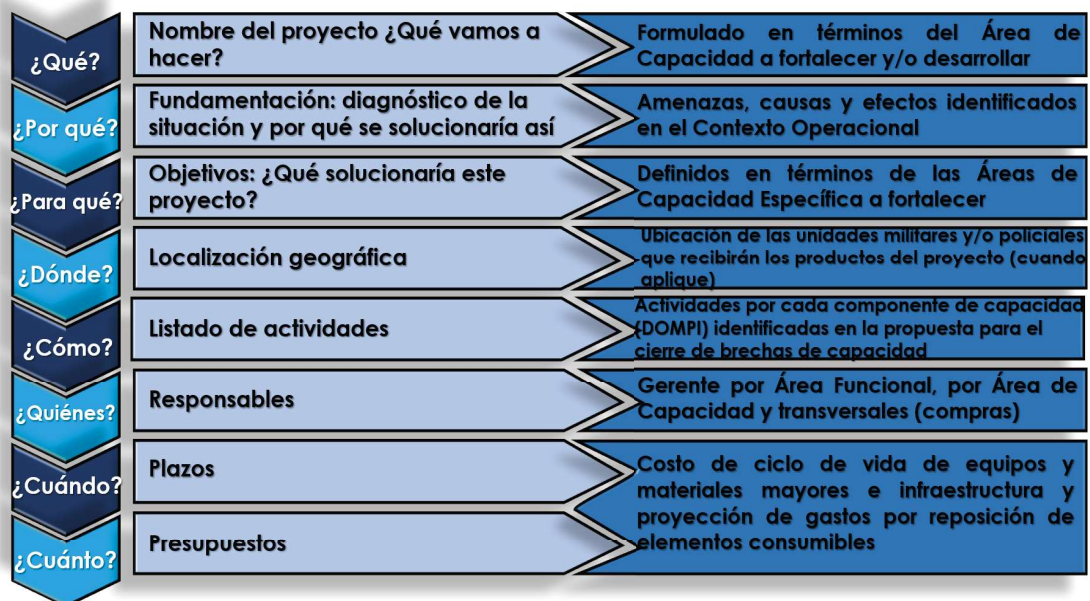 ¿Qué?
Nombre del proyecto ¿Qué vamos a
hacer?
Formulado en términos del Área de
Capacidad a fortalecer y/o desarrollar
¿Por qué?
Fundamentación: diagnóstico de la
situación y por qué se solucionaría así
Amenazas, causas y efectos identificados
en el Contexto Operacional
¿Para qué?
Objetivos: ¿Qué solucionaría este
proyecto?
Definidos en términos de las Áreas de
Capacidad Específica a fortalecer
¿Dónde?
Localización geográfica
Ubicación de las unidades militares y/o policiales
que recibirán los productos del proyecto (cuando
aplique)
¿Cómo?
Listado de actividades
Actividades por cada componente de capacidad
(DOMPI) identificadas en la propuesta para el
cierre de brechas de capacidad
¿Quiénes?
Responsables
Gerente por Área Funcional, por Área de
Capacidad y transversales (compras)
¿Cuándo?
Plazos
¿Cuánto?
Presupuestos
Costo de ciclo de vida de equipos y
materiales mayores e infraestructura y
proyección de gastos por reposición de
elementos consumibles